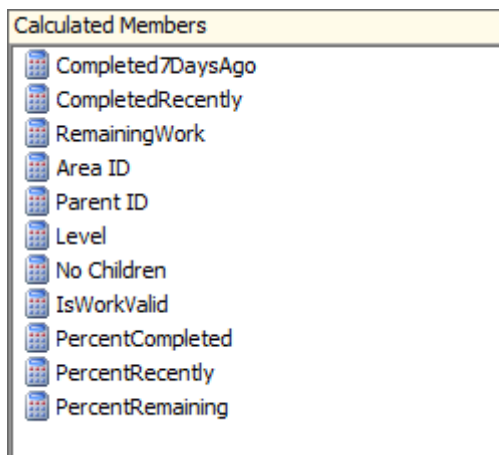 Calculated Members
Completed7DaysAgo
CompletedRecently
RemainingWork
Area ID
Parent ID
Level
No Children
IsWorkValid
PercentCompleted
PercentRecently
PercentRemaining